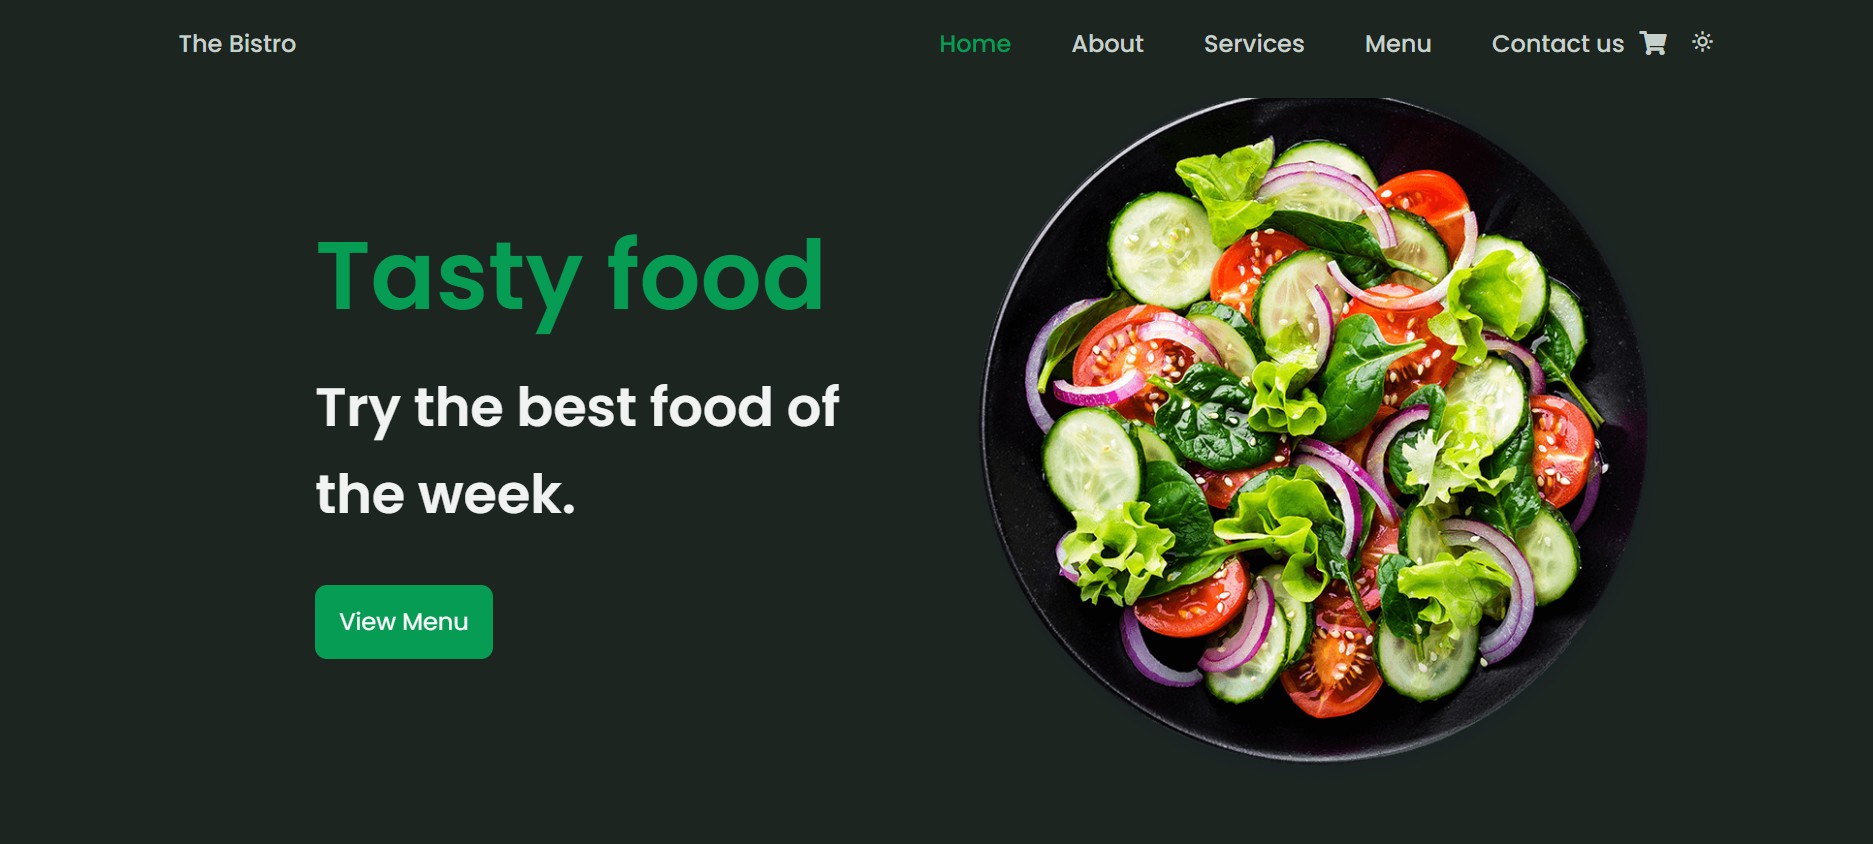 The Bistro
Home About Services Menu Contact us
Tasty food
Try the best food of
the week.
View Menu